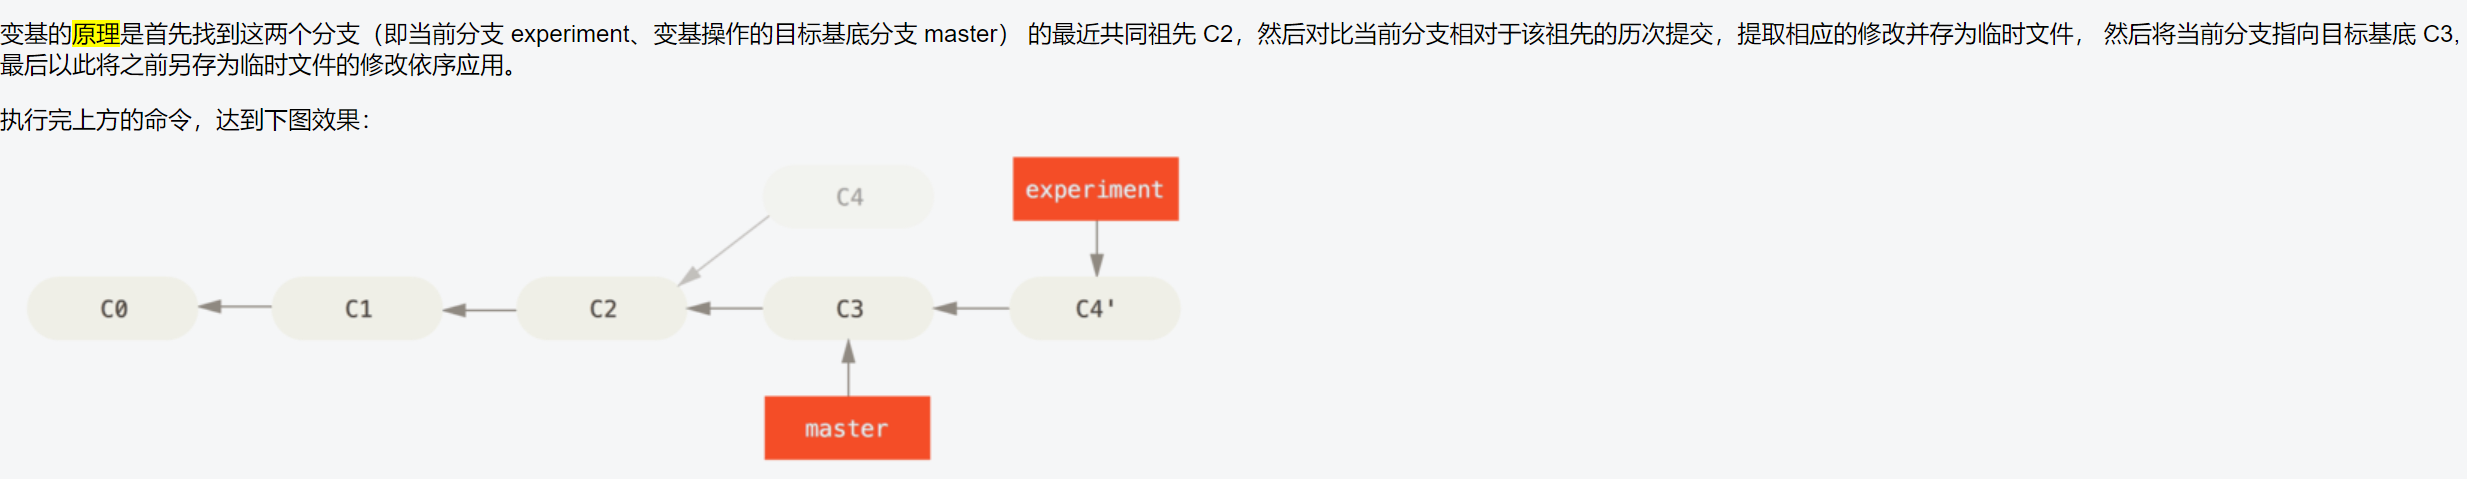 变基的原理是首先找到这两个分支（即当前分支 experiment、变基操作的目标基底分支 master） 的最近共同祖先 C2，然后对比当前分支相对于该祖先的历次提交，提取相应的修改并存为临时文件， 然后将当前分支指向目标基底 C3,
最后以此将之前另存为临时文件的修改依序应用。
执行完上方的命令，达到下图效果：
C4
experiment
C0
C1
C2
C3
C4'
master